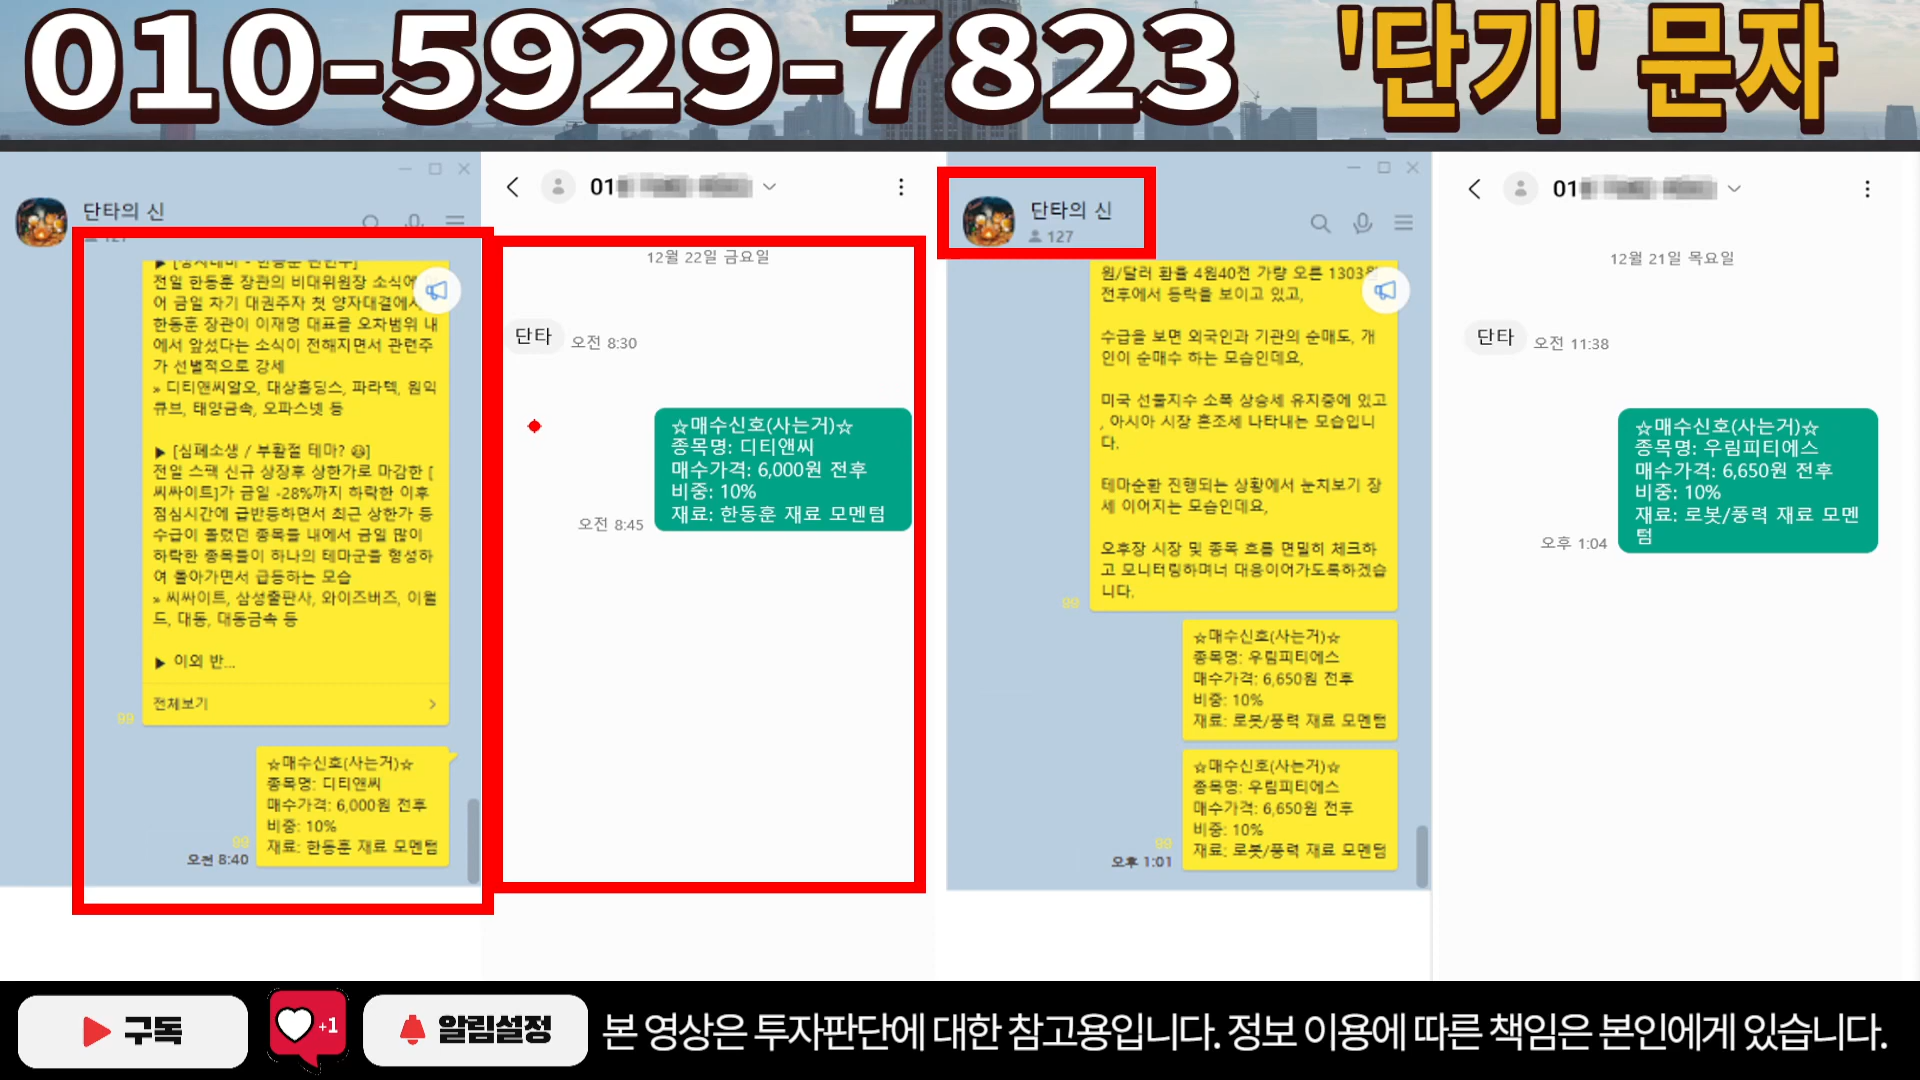 010-5929-7823 '단기' 문자
단타의 신
전일 한동훈 장관의 비대위원장 소식에
어 금일 차기 대권주자 첫 양자대결에서
한동훈 장관이 이재명 대표를 오차범위 내
에서 앞섰다는 소식이 전해지면서 관련주
가 선별적으로 강세
» 디티앤씨알오, 대상홀딩스, 파라텍, 원익
큐브, 태양금속, 오파스넷 등
▶ [심폐소생 / 부활절 테마? ]
전일 스팩 신규 상장후 상한가로 마감한 [
씨싸이트]가 금일 -28%까지 하락한 이후
점심시간에 급반등하면서 최근 상한가 등
수급이 몰렸던 종목들 내에서 금일 많이
하락한 종목들이 하나의 테마군을 형성하
여 돌아가면서 급등하는 모습
» 씨싸이트, 삼성출판사, 와이즈버즈, 이월
드, 대동, 대동금속 등
▶ 이외 반...
전체보기
99
☆매수신호(사는거)☆
종목명: 디티앤씨
매수가격: 6,000원 전후
비중: 10%
재료: 한동훈 재료 모멘텀
99
오전 8:40
01
12월 22일 금요일
단타
오전 8:30
☆매수신호(사는거)☆
종목명: 디티앤씨
매수가격: 6,000원 전후
비중: 10%
재료: 한동훈 재료 모멘텀
오전 8:45
단타의 신
127
원/달러 환율 4원40전 가량 오른 1303원
전후에서 등락을 보이고 있고,
수급을 보면 외국인과 기관의 순매도, 개
인이 순매수 하는 모습인데요,
미국 선물지수 소폭 상승세 유지중에 있고
, 아시아 시장 혼조세 나타내는 모습입니
다.
테마순환 진행되는 상황에서 눈치보기 장
세 이어지는 모습인데요,
오후장 시장 및 종목 흐름 면밀히 체크하
고 모니터링하며너 대응이어가도록하겠습
니다.
99
☆매수신호(사는거)☆
종목명: 우림피티에스
매수가격: 6,650원 전후
비중: 10%
재료: 로봇/풍력 재료 모멘텀
☆매수신호(사는거)☆
종목명: 우림피티에스
매수가격: 6,650원 전후
비중: 10%
재료: 로봇/풍력 재료 모멘텀
99
오후 1:01
01
12월 21일 목요일
단타
오전 11:38
☆매수신호(사는거)☆
종목명: 우림피티에스
매수가격: 6,650원 전후
비중: 10%
재료: 로봇/풍력 재료 모멘
텀
오후 1:04
구독
+1
알림설정
본 영상은 투자판단에 대한 참고용입니다. 정보 이용에 따른 책임은 본인에게 있습니다.